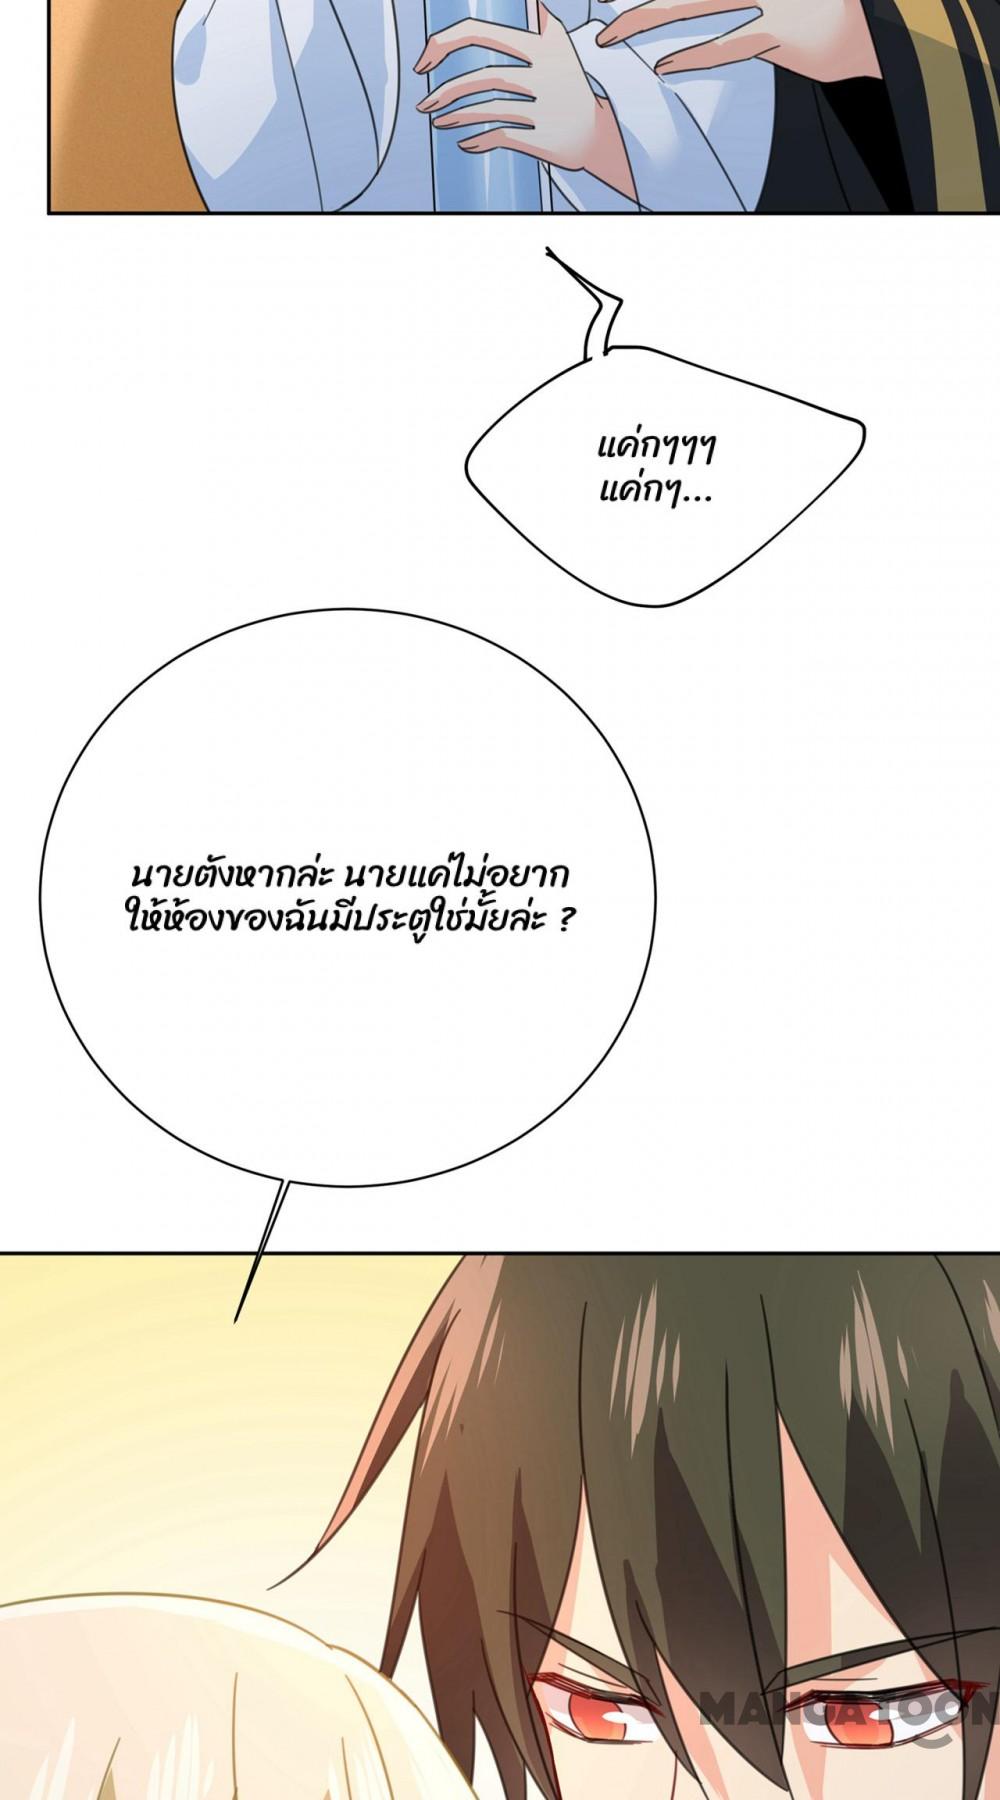 แค่กๆๆๆ
แค่กๆ...
นายตังหากล่ะ นายแค่ไม่อยาก
ให้ห้องของฉันมีประตูใช่มั้ยล่ะ ?
MANGATOON